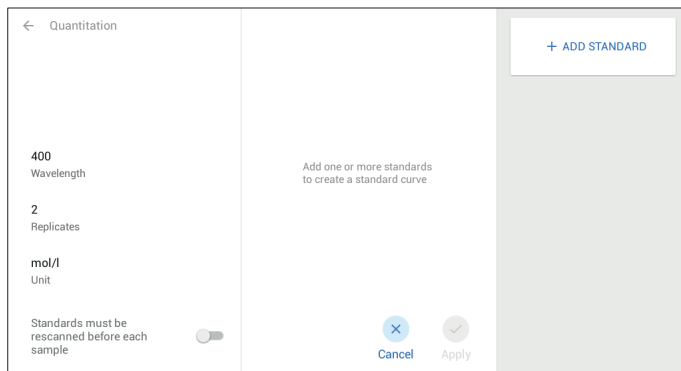 Quantitation
400
Wavelength
2
Replicates
mol/l
Unit
Standards must be
rescanned before each
sample
Add one or more standards
to create a standard curve
Cancel
Apply
+ ADD STANDARD